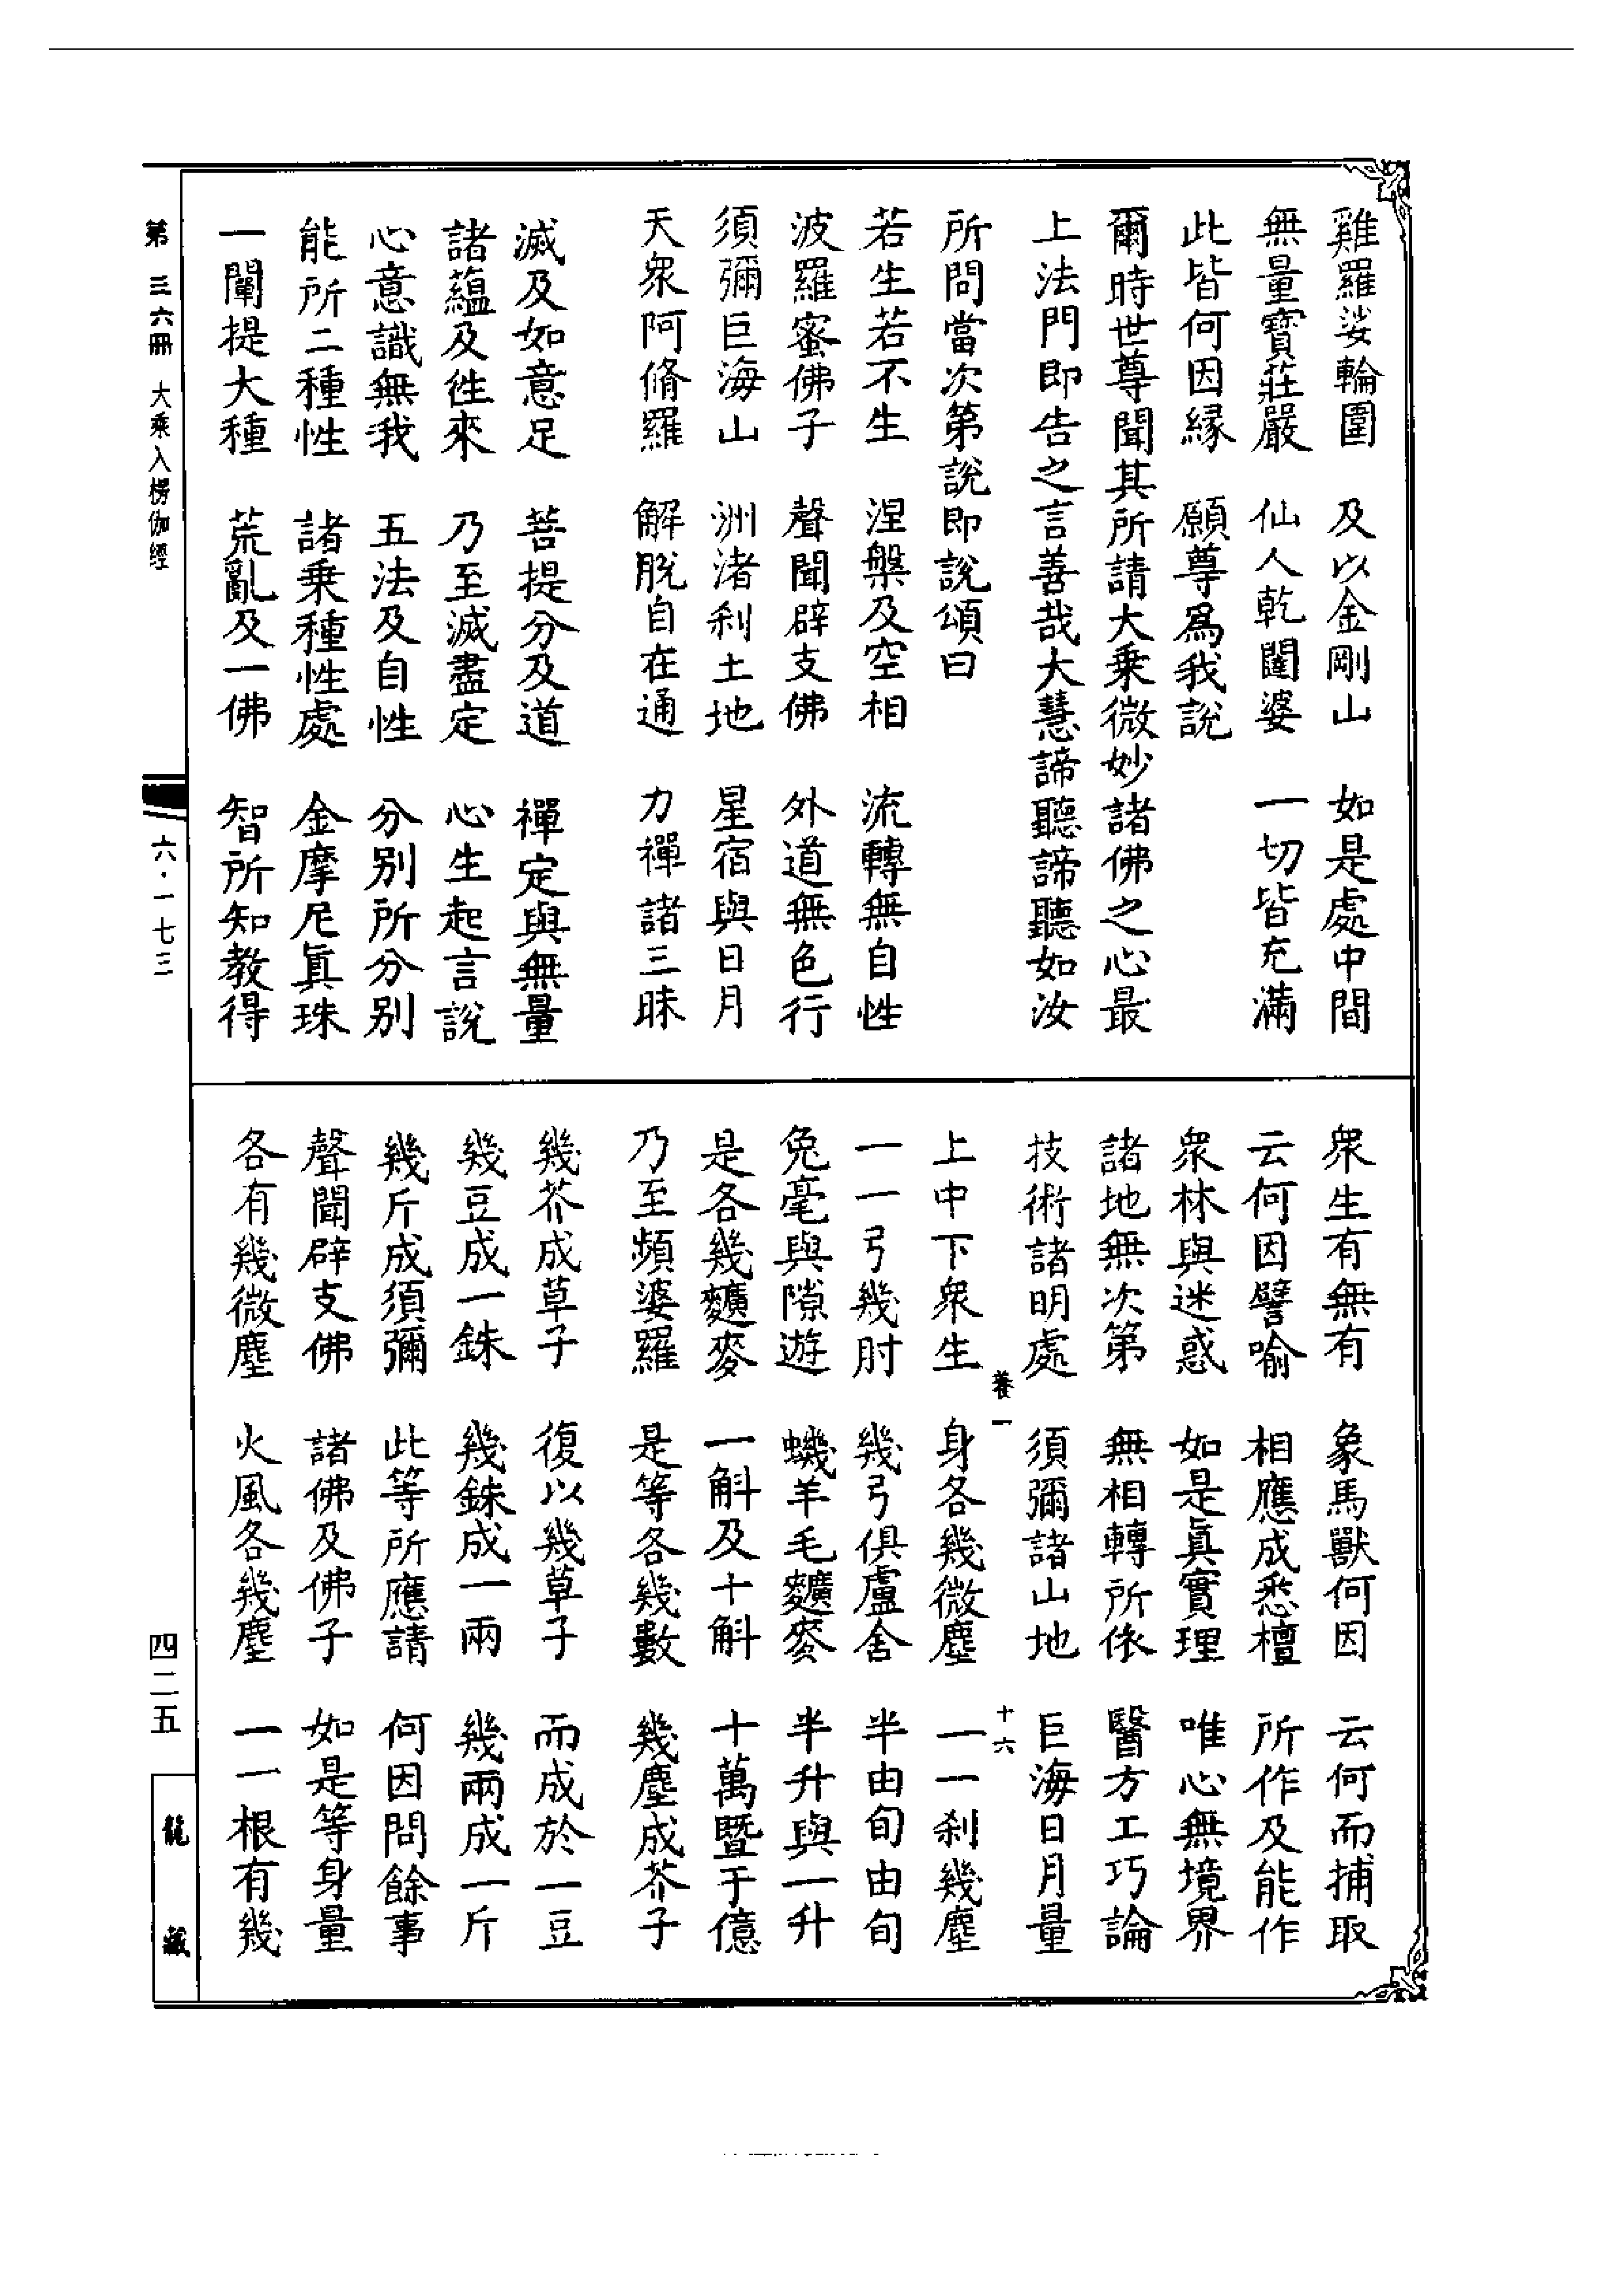 雞羅娑輪圍　及以金剛山　如是處中間
無量寶莊嚴　仙人乾闥婆　一切皆充滿
此皆何因緣　願尊爲我説
爾時世尊聞其所請大乘微妙諸佛之心最
上法門即告之言善哉大慧諦聽諦聽如汝
所問當次第説即説頌曰
若生若不生　涅槃及空相　流轉無自性
波羅蜜佛子　聲聞辟支佛　外道無色行
須彌巨海山　洲渚刹土地　星宿與日月
天衆阿脩羅　解脱自在通　力禪諸三昧
滅及如意足　菩提分及道　禪定與無量
諸蘊及徃來　乃至滅盡定　心生起言説
心意識無我　五法及自性　分别所分别
能所二種性　諸乘種性處　金摩尼眞珠
一闡提大種　荒亂及一佛　智所知教得
衆生有無有　象馬獸何因　云何而捕取
云何因譬喻　相應成悉檀　所作及能作
衆林與迷惑　如是眞實理　唯心無境界
諸地無次第　無相轉所依　醫方工巧論
技術諸明處　須彌諸山地　巨海日月量
養一　十六
上中下衆生　身各幾微塵　一一刹幾塵
一一弓幾肘　幾弓俱盧舍　半由旬由旬
兔毫與隙遊　蟣羊毛麰麥　半升與一升
是各幾麰麥　一斛及十斛　十萬暨于億
乃至頻婆羅　是等各幾數　幾塵成芥子
幾芥成草子　復以幾草子　而成於一豆
幾豆成一銖　幾銖成一兩　幾兩成一斤
幾斤成須彌　此等所應請　何因問餘事
聲聞辟支佛　諸佛及佛子　如是等身量
各有幾微塵　火風各幾塵　一一根有幾
第三六冊　大乘入楞伽經
六·一七三
四二五
龍藏